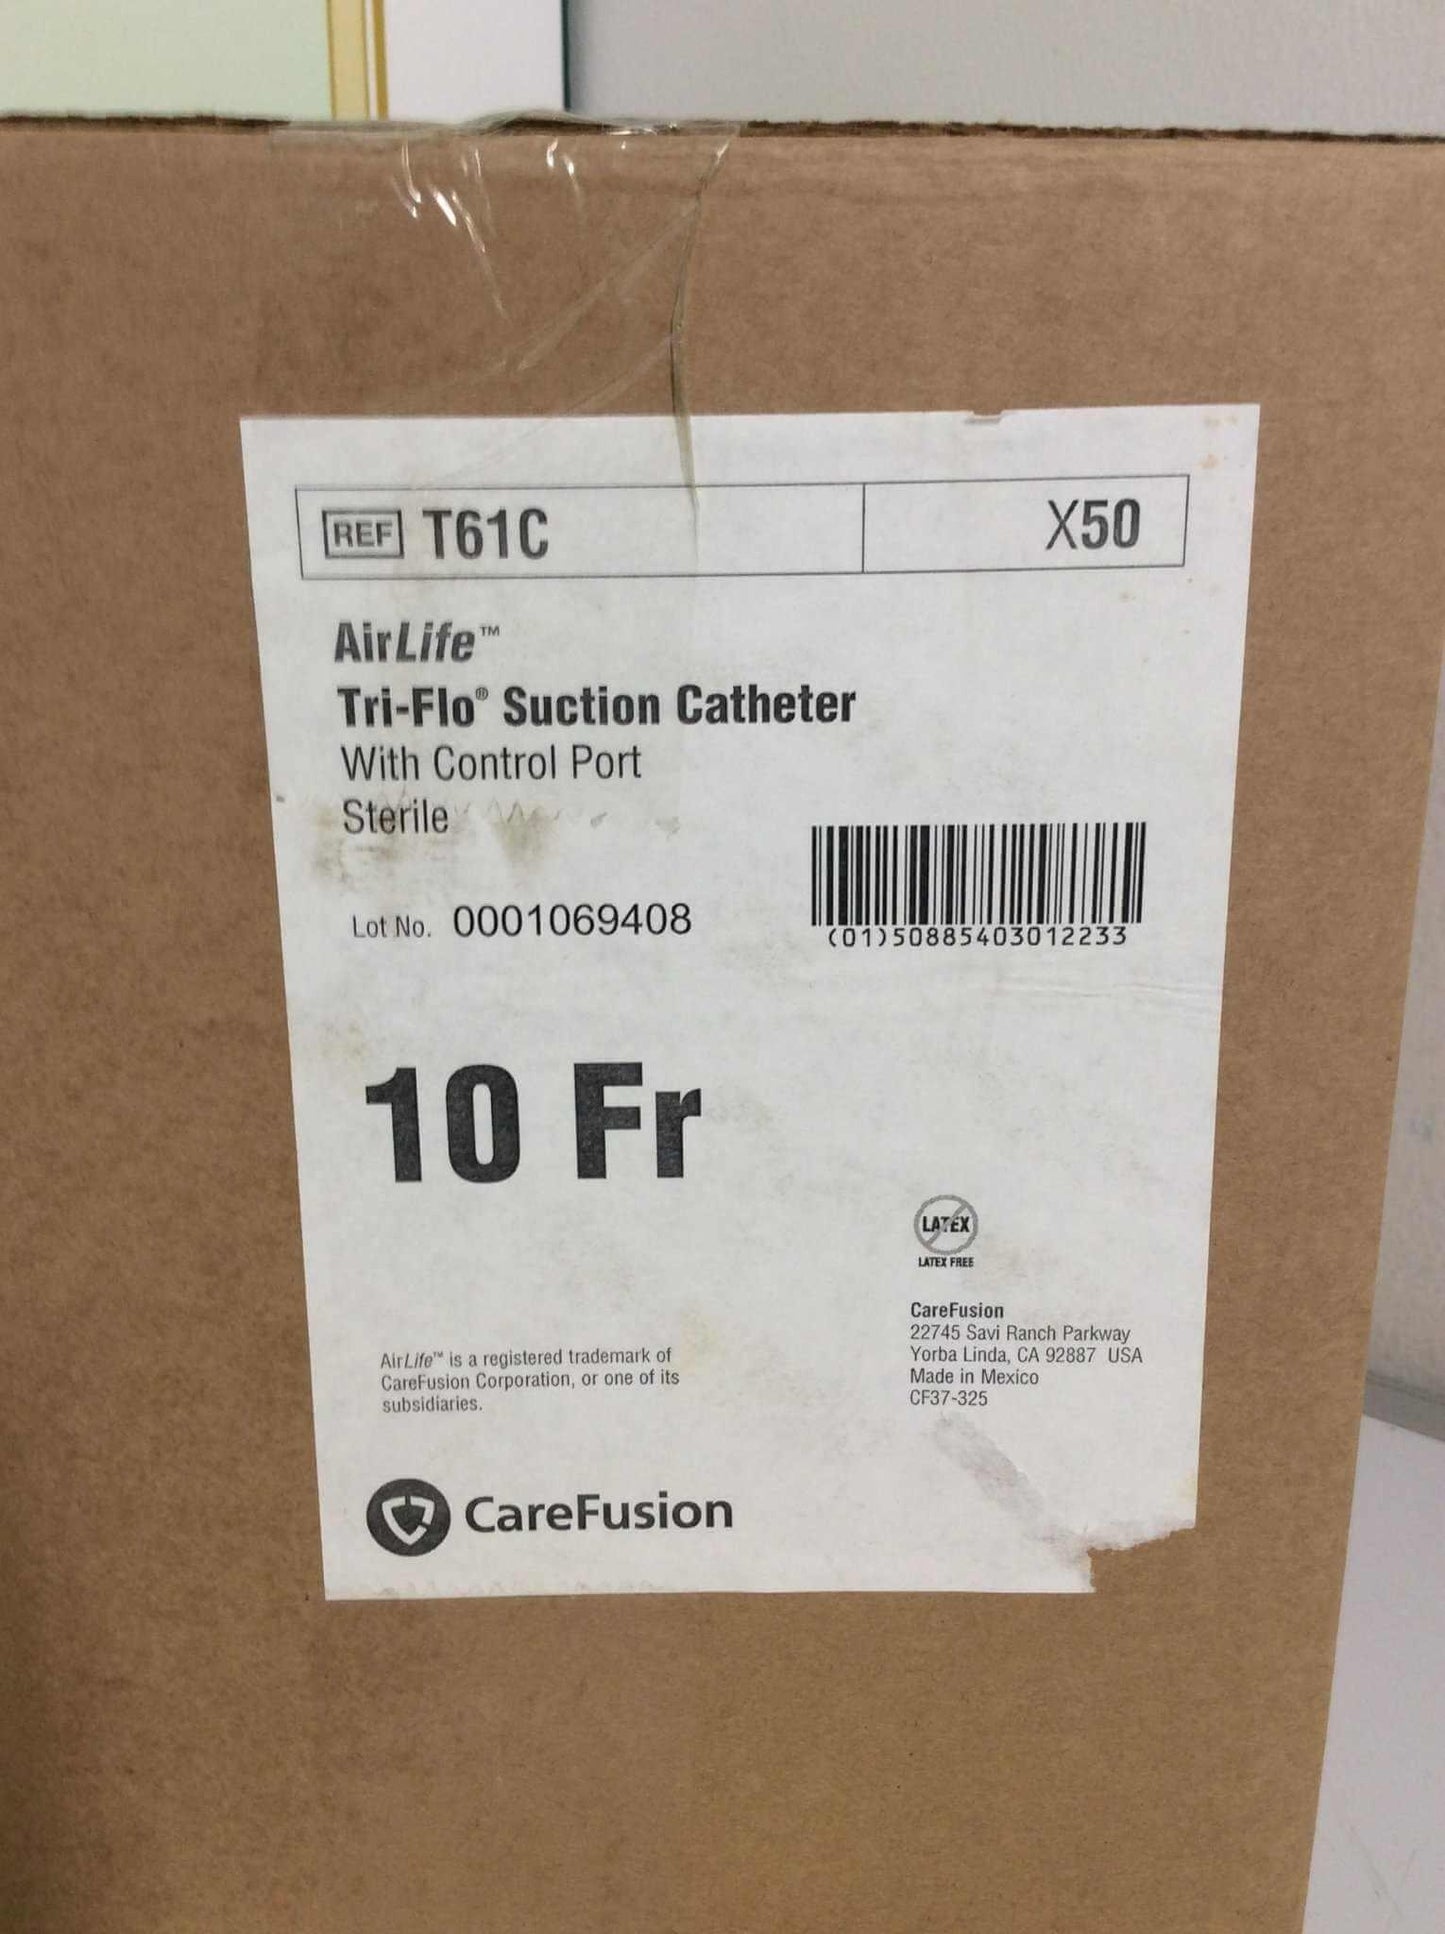 REF T61C X50
AirLife™
Tri-Flo® Suction Catheter
With Control Port
Sterile
Lot No. 0001069408
(01)50885403012233
10 Fr
LATEX
LATEX FREE
CareFusion
22745 Savi Ranch Parkway
Yorba Linda, CA 92887 USA
Made in Mexico
CF37-325
AirLife™ is a registered trademark of
CareFusion Corporation, or one of its
subsidiaries.
CareFusion